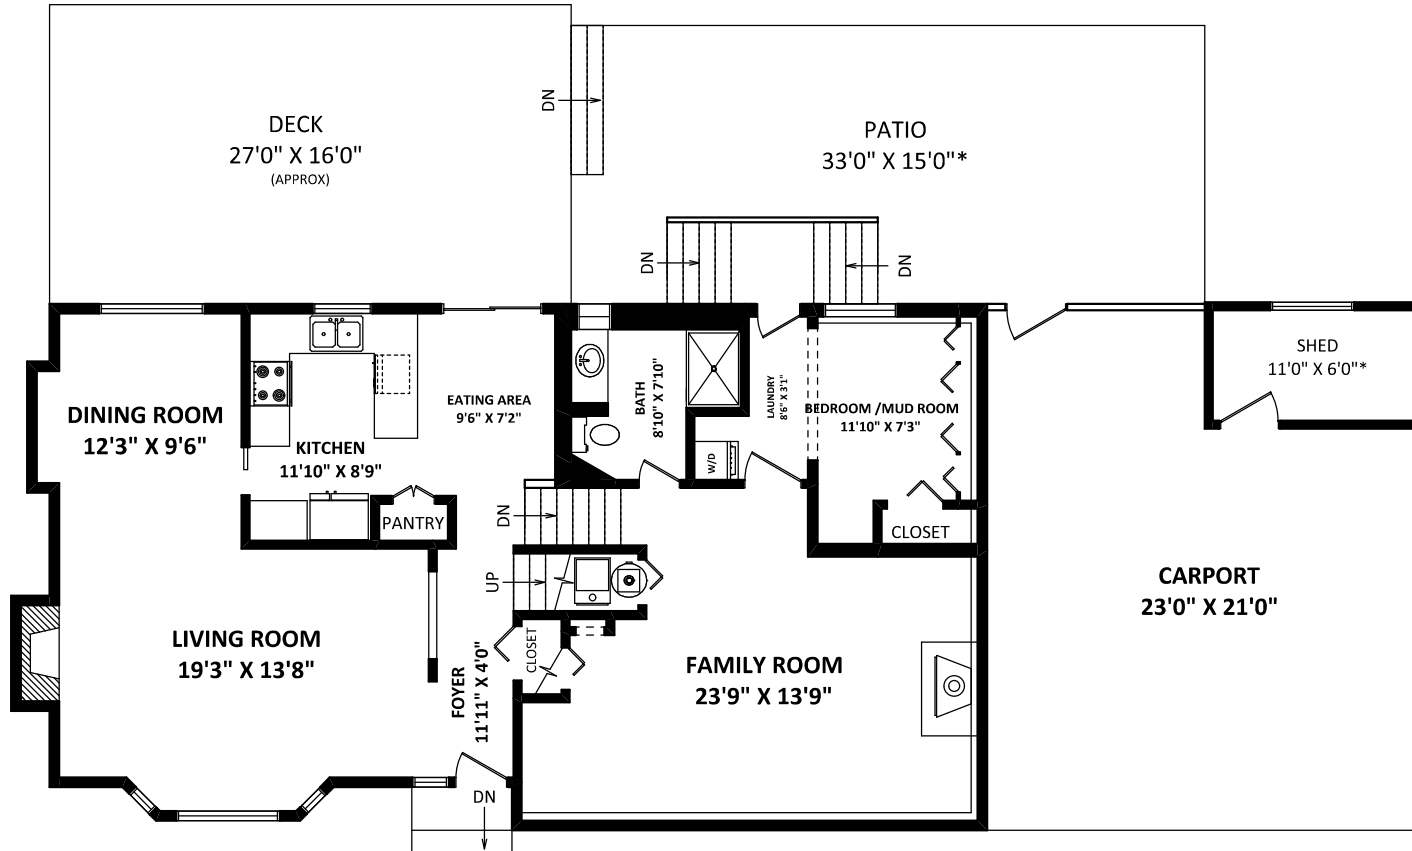 DECK
27'0" X 16'0"
(APPROX)
DN
PATIO
33'0" X 15'0"*
DN
DN
SHED
11'0" X 6'0"*
DINING ROOM
12'3" X 9'6"
KITCHEN
11'10" X 8'9"
EATING AREA
9'6" X 7'2"
BATH
8'10" X 7'10"
LAUNDRY
8'6" X 3'1"
BEDROOM /MUD ROOM
11'10" X 7'3"
W/D
PANTRY
DN
CLOSET
UP
CARPORT
23'0" X 21'0"
LIVING ROOM
19'3" X 13'8"
CLOSET
FOYER
11'11" X 4'0"
FAMILY ROOM
23'9" X 13'9"
DN